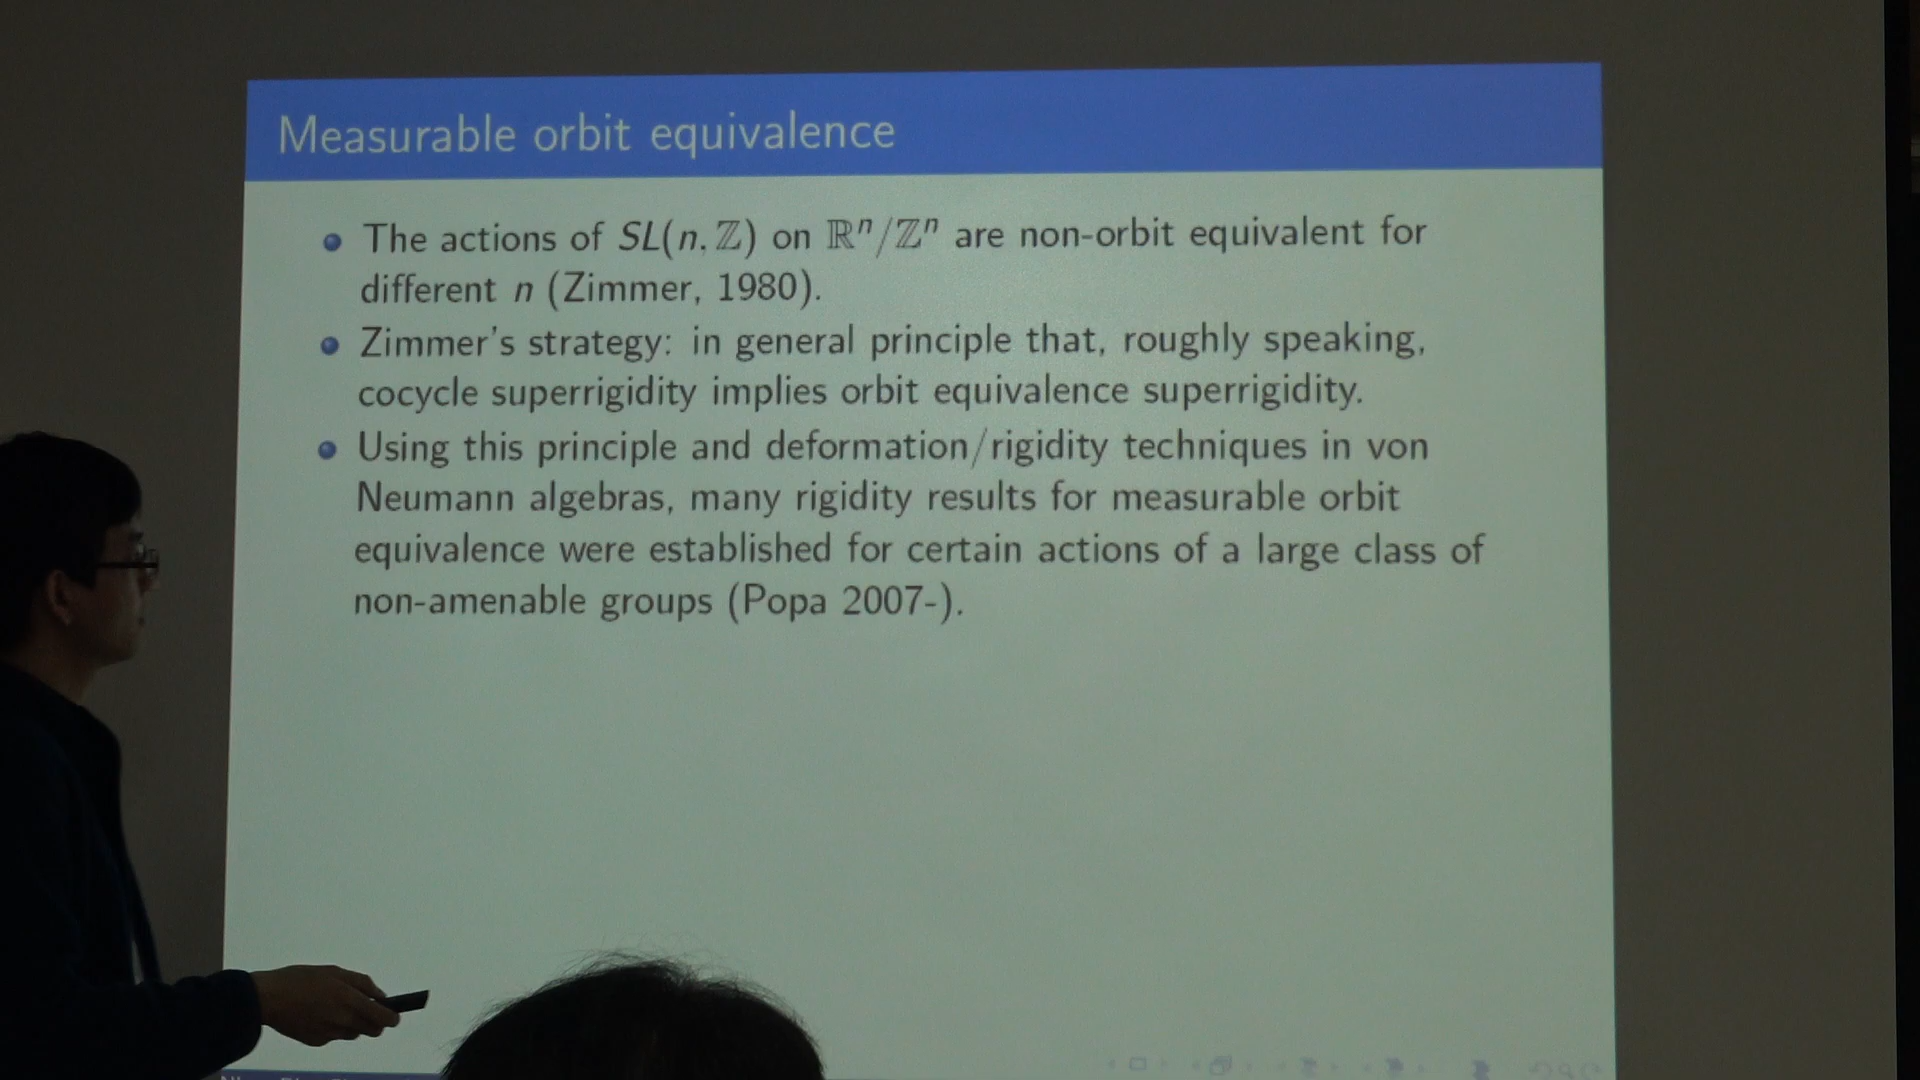 Measurable orbit equivalence
The actions of SL(n, ℤ) on ℝⁿ/ℤⁿ are non-orbit equivalent for
different n (Zimmer, 1980).
Zimmer's strategy: in general principle that, roughly speaking,
cocycle superrigidity implies orbit equivalence superrigidity.
Using this principle and deformation/rigidity techniques in von
Neumann algebras, many rigidity results for measurable orbit
equivalence were established for certain actions of a large class of
non-amenable groups (Popa 2007-).